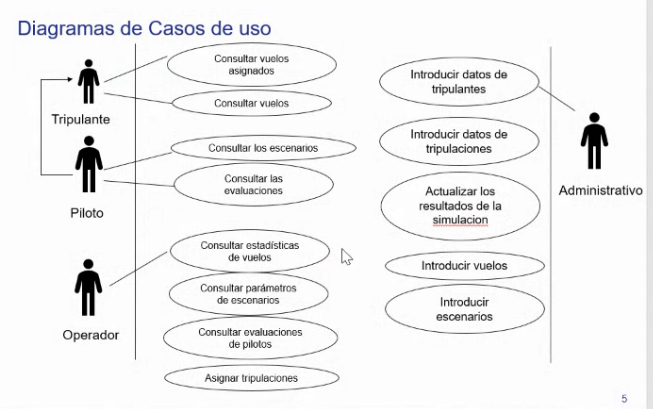 Diagramas de Casos de uso
Consultar vuelos
asignados
Consultar vuelos
Tripulante
Consultar los escenarios
Consultar las
evaluaciones
Piloto
Consultar estadísticas
de vuelos
Consultar parámetros
de escenarios
Consultar evaluaciones
de pilotos
Operador
Asignar tripulaciones
Introducir datos de
tripulantes
Introducir datos de
tripulaciones
Actualizar los
resultados de la
simulacion
Introducir vuelos
Introducir
escenarios
Administrativo
5